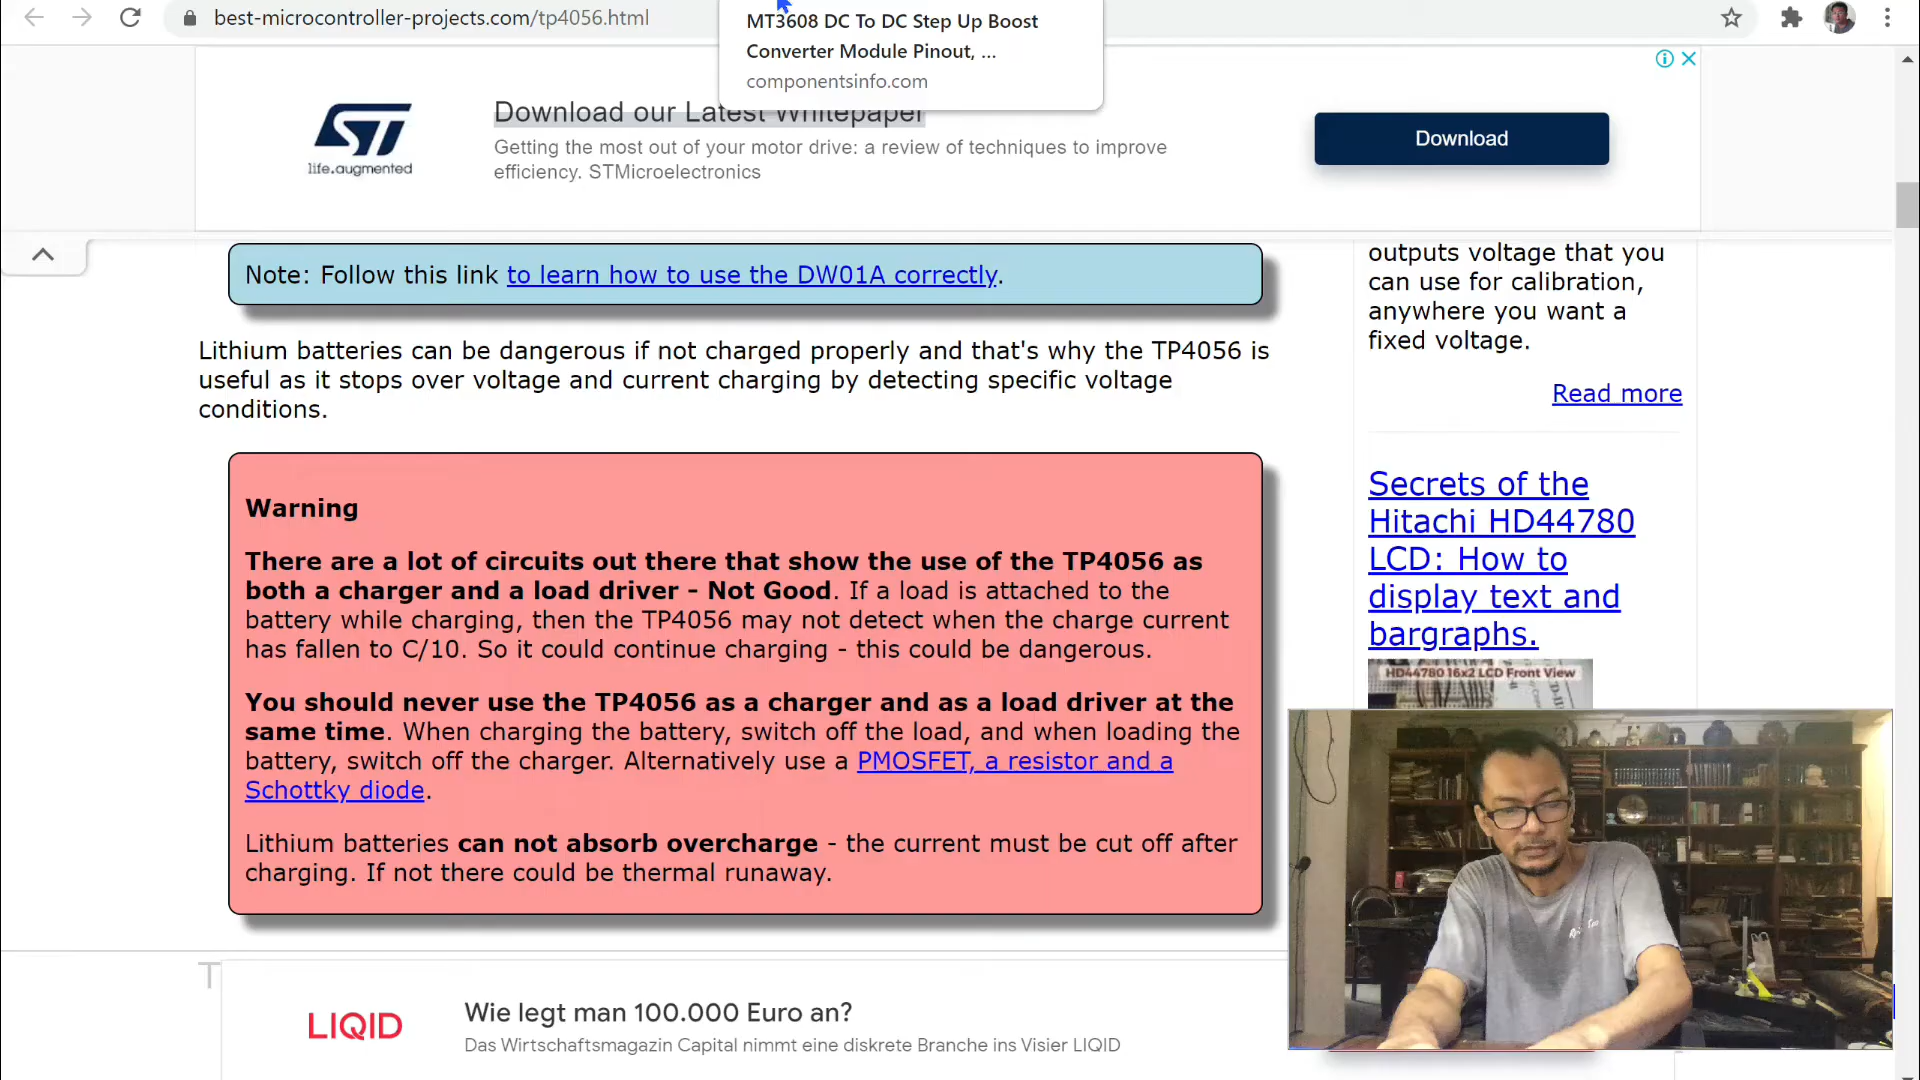 best-microcontroller-projects.com/tp4056.html
MT3608 DC To DC Step Up Boost
Converter Module Pinout, ...
componentsinfo.com
ST
life.augmented
Download our Latest Whitepaper
Getting the most out of your motor drive: a review of techniques to improve
efficiency. STMicroelectronics
Download
Note: Follow this link to learn how to use the DW01A correctly.
Lithium batteries can be dangerous if not charged properly and that's why the TP4056 is
useful as it stops over voltage and current charging by detecting specific voltage
conditions.
Warning
There are a lot of circuits out there that show the use of the TP4056 as
both a charger and a load driver - Not Good. If a load is attached to the
battery while charging, then the TP4056 may not detect when the charge current
has fallen to C/10. So it could continue charging - this could be dangerous.
You should never use the TP4056 as a charger and as a load driver at the
same time. When charging the battery, switch off the load, and when loading the
battery, switch off the charger. Alternatively use a PMOSFET, a resistor and a
Schottky diode.
Lithium batteries can not absorb overcharge - the current must be cut off after
charging. If not there could be thermal runaway.
outputs voltage that you
can use for calibration,
anywhere you want a
fixed voltage.
Read more
Secrets of the
Hitachi HD44780
LCD: How to
display text and
bargraphs.
HD44780 16x2 LCD Front View
T
LIQID
Wie legt man 100.000 Euro an?
Das Wirtschaftsmagazin Capital nimmt eine diskrete Branche ins Visier LIQID